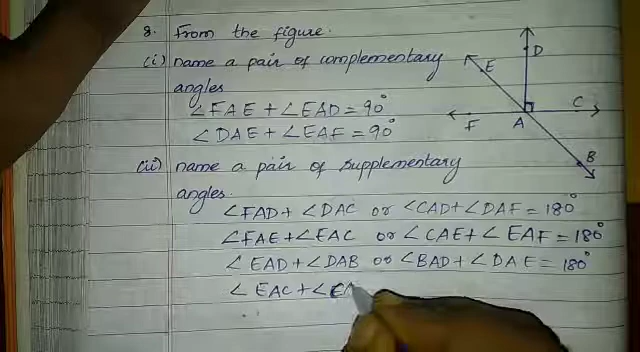 8. From the figure.
(i) name a pair of complementary
angles
∠FAE + ∠EAD = 90°
∠DAE + ∠EAF = 90°
(ii) name a pair of supplementary
angles.
∠FAD + ∠DAC or ∠CAD + ∠DAF = 180°
∠FAE + ∠EAC or ∠CAE + ∠EAF = 180°
∠EAD + ∠DAB or ∠BAD + ∠DAE = 180°
∠EAC + ∠CA
D
E
C
F
A
B